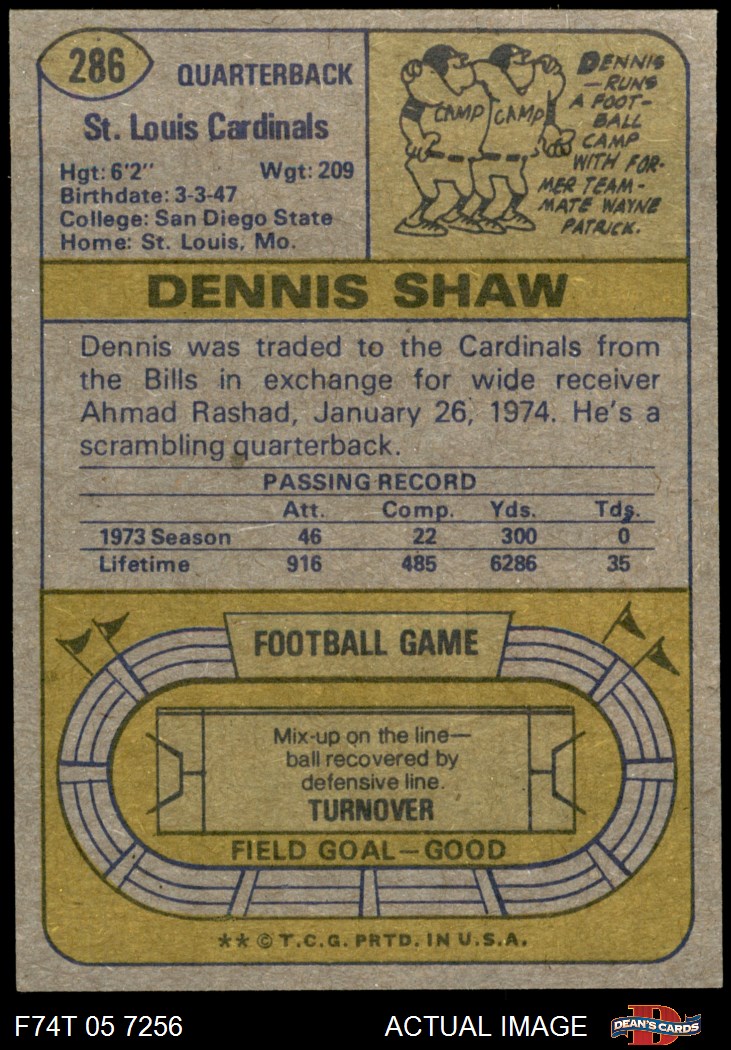 286
QUARTERBACK
St. Louis Cardinals
Hgt: 6'2" Wgt: 209
Birthdate: 3-3-47
College: San Diego State
Home: St. Louis, Mo.
CAMP CAMP
DENNIS
—RUNS
A FOOT-
BALL
CAMP
WITH FOR-
MER TEAM-
MATE WAYNE
PATRICK.
DENNIS SHAW
Dennis was traded to the Cardinals from
the Bills in exchange for wide receiver
Ahmad Rashad, January 26, 1974. He's a
scrambling quarterback.
PASSING RECORD
Att. Comp. Yds. Tds.
1973 Season 46 22 300 0
Lifetime 916 485 6286 35
FOOTBALL GAME
Mix-up on the line—
ball recovered by
defensive line.
TURNOVER
FIELD GOAL—GOOD
** © T.C.G. PRTD. IN U.S.A.
F74T 05 7256 ACTUAL IMAGE
D
DEAN'S CARDS